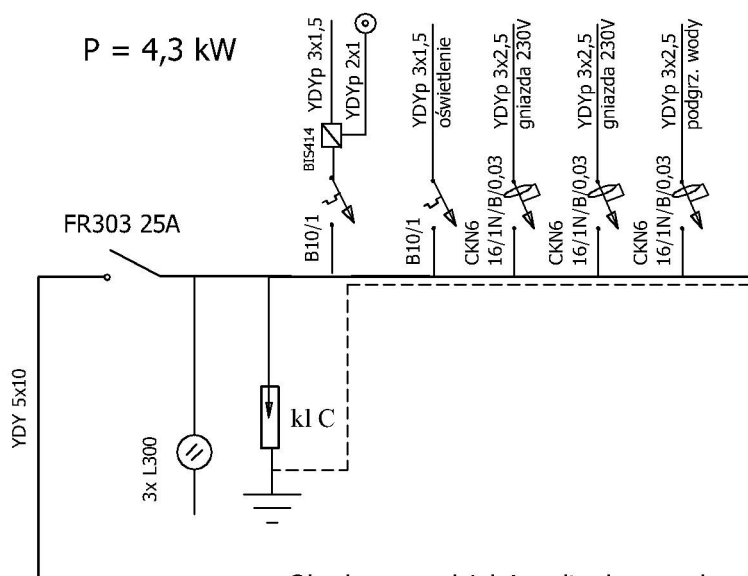 P = 4,3 kW
YDYp 3x1,5
YDYp 2x1
YDYp 3x1,5
oświetlenie
YDYp 3x2,5
gniazda 230V
YDYp 3x2,5
gniazda 230V
YDYp 3x2,5
podgrz. wody
BIS414
FR303 25A
B10/1
B10/1
CKN6
16/1N/B/0,03
CKN6
16/1N/B/0,03
CKN6
16/1N/B/0,03
YDY 5x10
3x L300
kl C